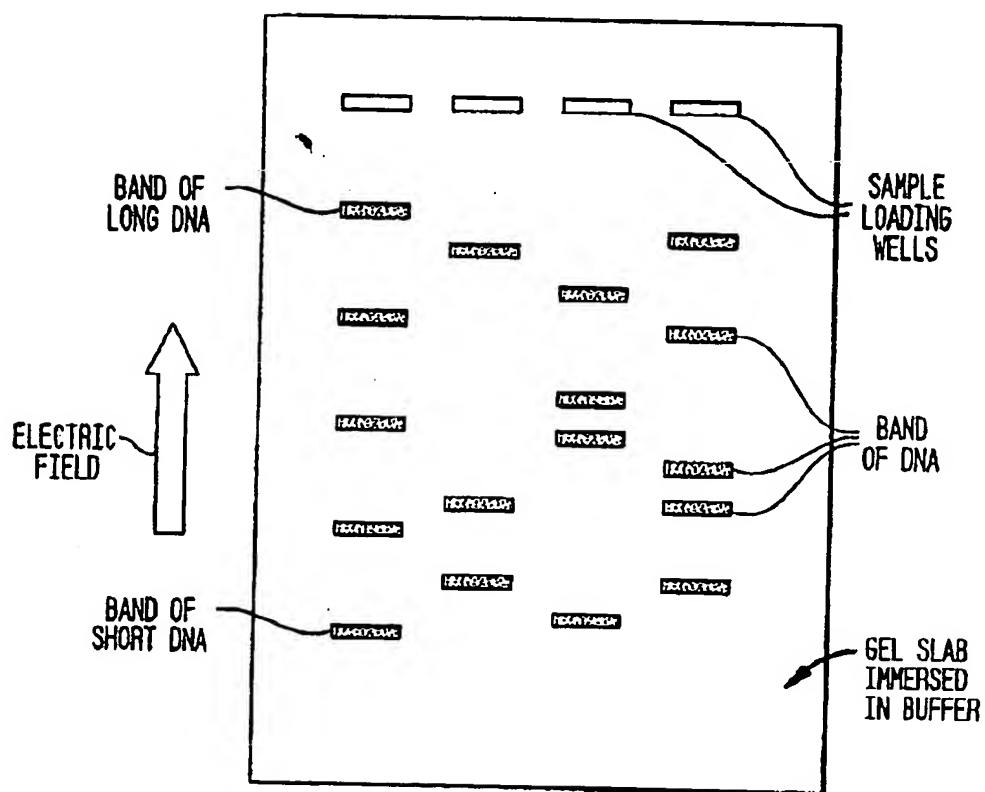 BAND OF
LONG DNA
SAMPLE
LOADING
WELLS
ELECTRIC
FIELD
BAND
OF DNA
BAND OF
SHORT DNA
GEL SLAB
IMMERSED
IN BUFFER